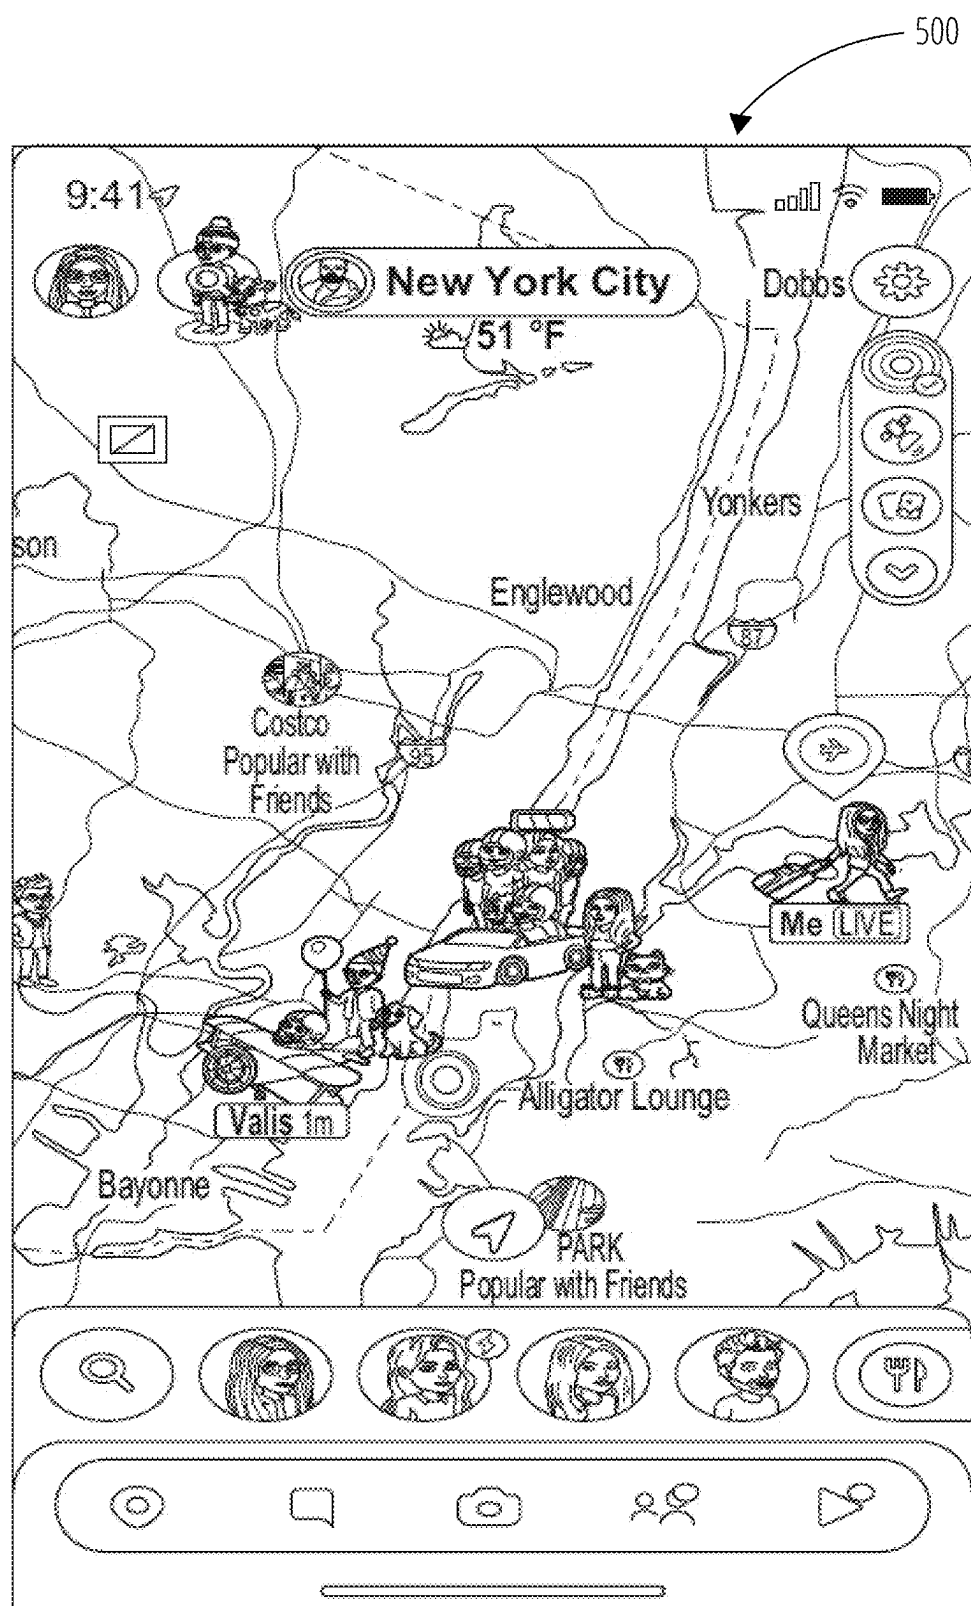 500
9:41
New York City
Dobbs
51 °F
Yonkers
son
Englewood
87
Costco
Popular with
Friends
95
Me LIVE
Queens Night
Market
Alligator Lounge
Valis 1m
Bayonne
PARK
Popular with Friends